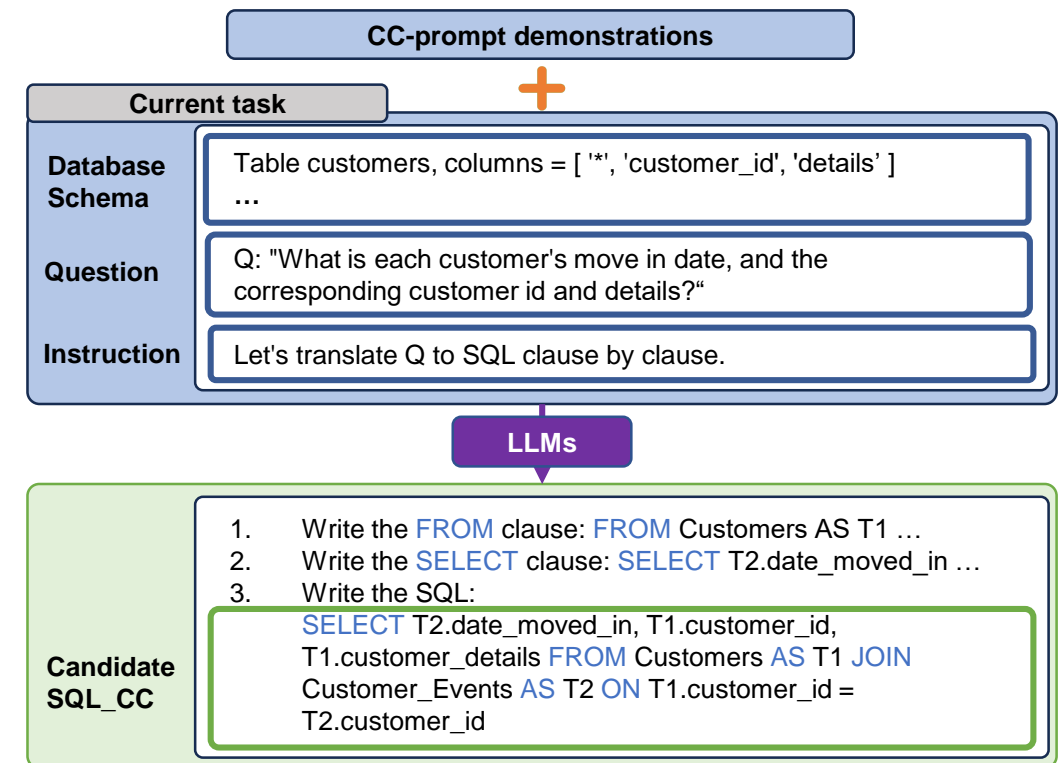 CC-prompt demonstrations
Current task
Database
Schema
Table customers, columns = [ '*', 'customer_id', 'details’ ]
…
Question
Q: "What is each customer's move in date, and the
corresponding customer id and details?“
Instruction
Let's translate Q to SQL clause by clause.
LLMs
1. Write the FROM clause: FROM Customers AS T1 …
2. Write the SELECT clause: SELECT T2.date_moved_in …
3. Write the SQL:
SELECT T2.date_moved_in, T1.customer_id,
T1.customer_details FROM Customers AS T1 JOIN
Customer_Events AS T2 ON T1.customer_id =
T2.customer_id
Candidate
SQL_CC